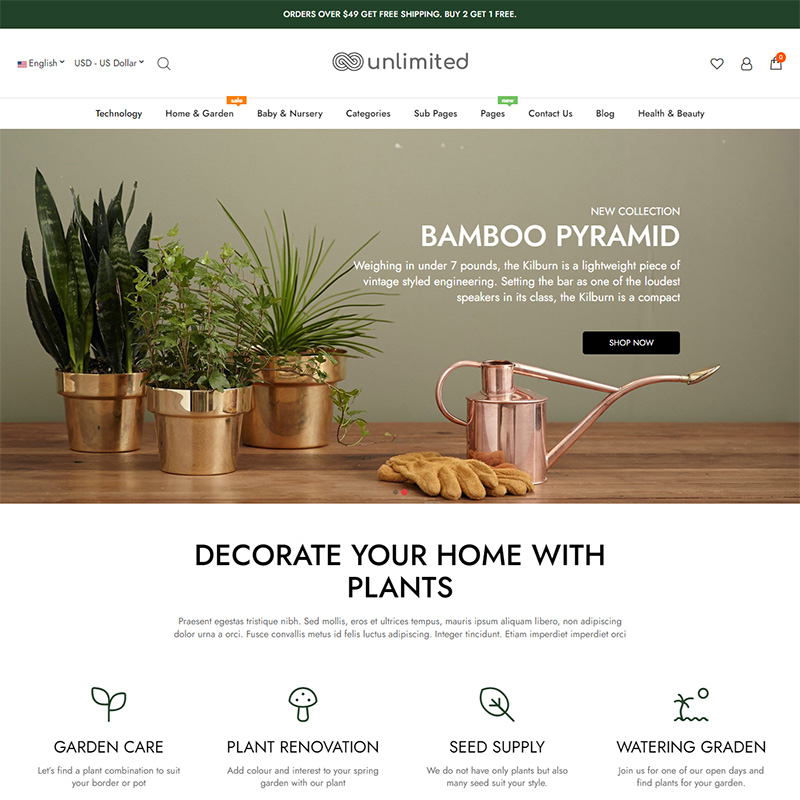 ORDERS OVER $49 GET FREE SHIPPING. BUY 2 GET 1 FREE.
English USD - US Dollar
unlimited
0
sale new
Technology Home & Garden Baby & Nursery Categories Sub Pages Pages Contact Us Blog Health & Beauty
NEW COLLECTION
BAMBOO PYRAMID
Weighing in under 7 pounds, the Kilburn is a lightweight piece of
vintage styled engineering. Setting the bar as one of the loudest
speakers in its class, the Kilburn is a compact
SHOP NOW
DECORATE YOUR HOME WITH
PLANTS
Praesent egestas tristique nibh. Sed mollis, eros et ultrices tempus, mauris ipsum aliquam libero, non adipiscing
dolor urna a orci. Fusce convallis metus id felis luctus adipiscing. Integer tincidunt. Etiam imperdiet imperdiet orci
GARDEN CARE
Let's find a plant combination to suit
your border or pot
PLANT RENOVATION
Add colour and interest to your spring
garden with our plant
SEED SUPPLY
We do not have only plants but also
many seed suit your style.
WATERING GRADEN
Join us for one of our open days and
find plants for your garden.